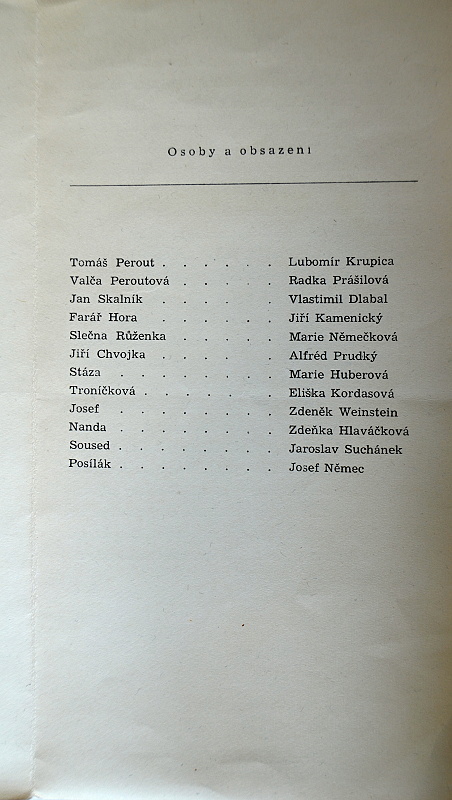 Osoby a obsazení
Tomáš Perout . . . . . . Lubomír Krupica
Valča Peroutová . . . . . Radka Prášilová
Jan Skalník . . . . . . Vlastimil Dlabal
Farář Hora . . . . . . Jiří Kamenický
Slečna Růženka . . . . . Marie Němečková
Jiří Chvojka . . . . . Alfréd Prudký
Stáza . . . . . . . Marie Huberová
Troníčková . . . . . . . Eliška Kordasová
Josef . . . . . . . . Zdeněk Weinstein
Nanda . . . . . . . . Zdeňka Hlaváčková
Soused . . . . . . . . Jaroslav Suchánek
Posílák . . . . . . . . Josef Němec